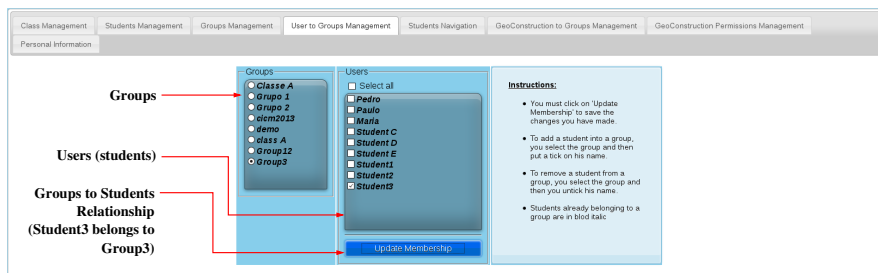 Class Management Students Management Groups Management User to Groups Management Students Navigation GeoConstruction to Groups Management GeoConstruction Permissions Management
Personal Information
Groups
Users (students)
Groups to Students
Relationship
(Student3 belongs to
Group3)
Groups
Classe A
Grupo 1
Grupo 2
cicm2013
demo
class A
Group12
Group3
Users
Select all
Pedro
Paulo
Maria
Student C
Student D
Student E
Student1
Student2
Student3
Update Membership
Instructions:
You must click on 'Update
Membership' to save the
changes you have made.
To add a student into a group,
you select the group and then
put a tick on his name.
To remove a student from a
group, you select the group and
then you untick his name.
Students already belonging to a
group are in blod italic